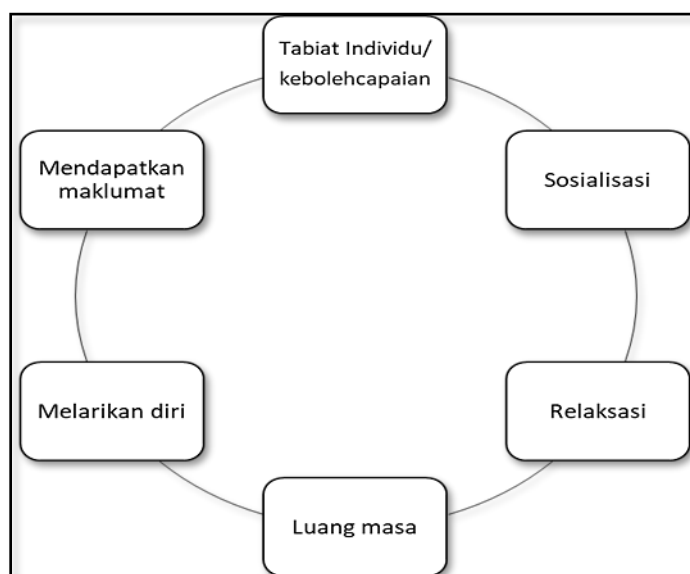 Tabiat Individu/
kebolehcapaian
Sosialisasi
Relaksasi
Luang masa
Melarikan diri
Mendapatkan
maklumat